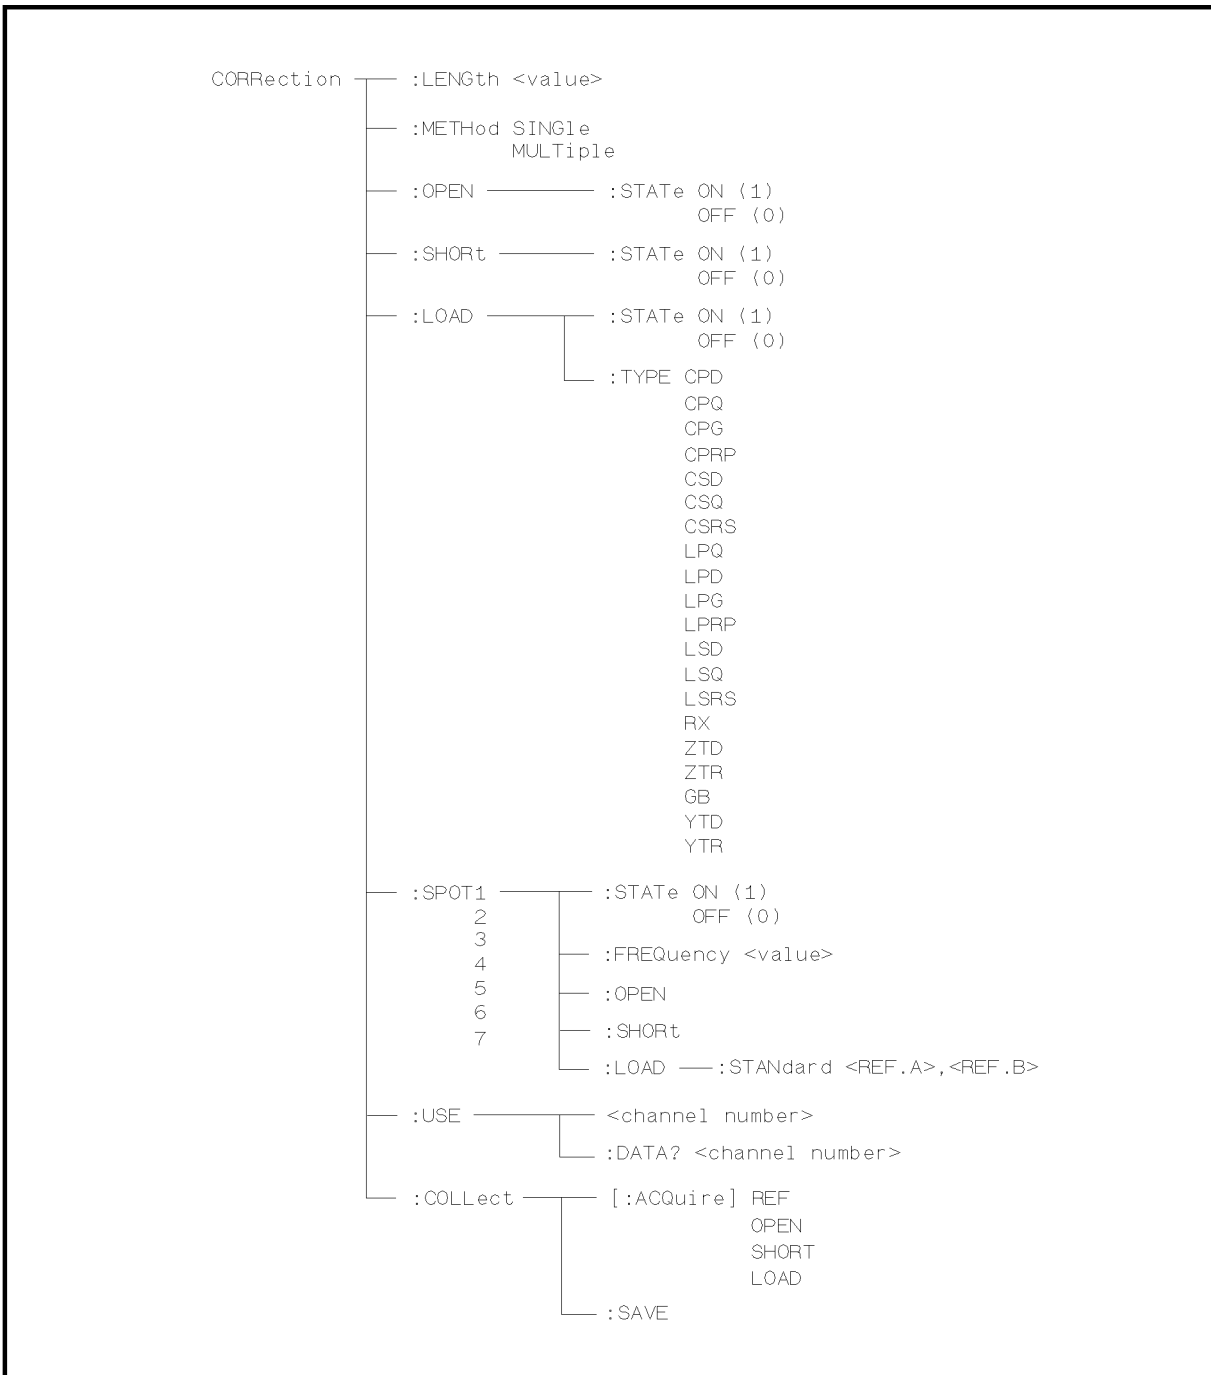 CORRection :LENGth <value>
:METHod SINGle
MULTiple
:OPEN :STATe ON (1)
OFF (0)
:SHORt :STATe ON (1)
OFF (0)
:LOAD :STATe ON (1)
OFF (0)
:TYPE CPD
CPQ
CPG
CPRP
CSD
CSQ
CSRS
LPQ
LPD
LPG
LPRP
LSD
LSQ
LSRS
RX
ZTD
ZTR
GB
YTD
YTR
:SPOT1 :STATe ON (1)
2 OFF (0)
3
:FREQuency <value>
4
5 :OPEN
6
7 :SHORt
:LOAD :STANdard <REF.A>,<REF.B>
:USE <channel number>
:DATA? <channel number>
:COLLect [:ACQuire] REF
OPEN
SHORT
LOAD
:SAVE